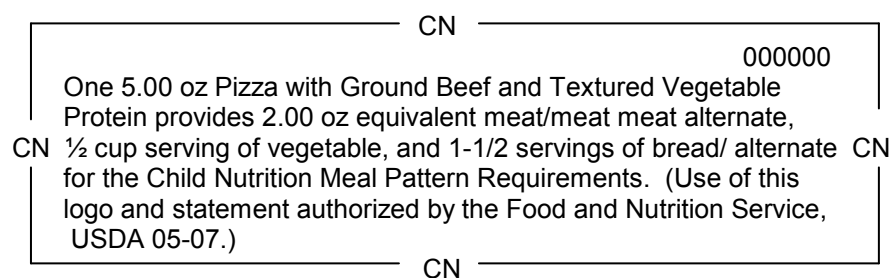 CN
000000
One 5.00 oz Pizza with Ground Beef and Textured Vegetable
Protein provides 2.00 oz equivalent meat/meat meat alternate,
CN ½ cup serving of vegetable, and 1-1/2 servings of bread/ alternate CN
for the Child Nutrition Meal Pattern Requirements. (Use of this
logo and statement authorized by the Food and Nutrition Service,
USDA 05-07.)
CN